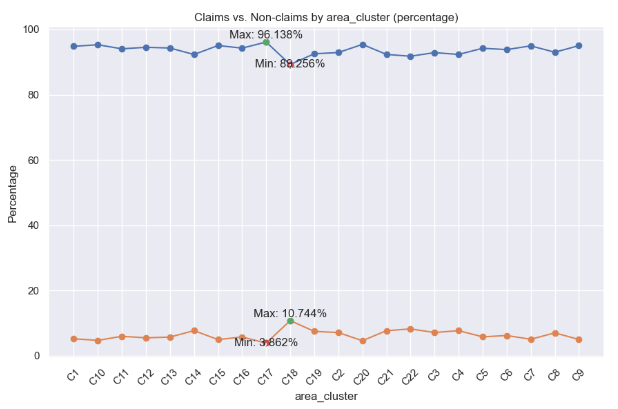 Claims vs. Non-claims by area_cluster (percentage)
100
80
60
40
20
0
Percentage
Max: 96.138%
Min: 89.256%
Max: 10.744%
Min: 3.862%
C1
C10
C11
C12
C13
C14
C15
C16
C17
C18
C19
C2
C20
C21
C22
C3
C4
C5
C6
C7
C8
C9
area_cluster